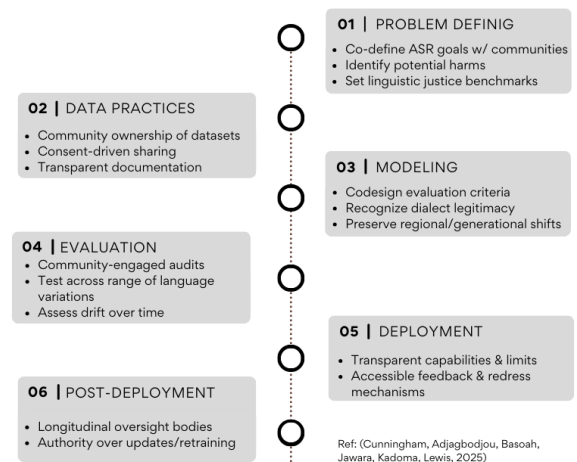 01 | PROBLEM DEFINIG
• Co-define ASR goals w/ communities
• Identify potential harms
• Set linguistic justice benchmarks
02 | DATA PRACTICES
• Community ownership of datasets
• Consent-driven sharing
• Transparent documentation
03 | MODELING
• Codesign evaluation criteria
• Recognize dialect legitimacy
• Preserve regional/generational shifts
04 | EVALUATION
• Community-engaged audits
• Test across range of language
variations
• Assess drift over time
05 | DEPLOYMENT
• Transparent capabilities & limits
• Accessible feedback & redress
mechanisms
06 | POST-DEPLOYMENT
• Longitudinal oversight bodies
• Authority over updates/retraining
Ref: (Cunningham, Adjagbodjou, Basoah,
Jawara, Kadoma, Lewis, 2025)